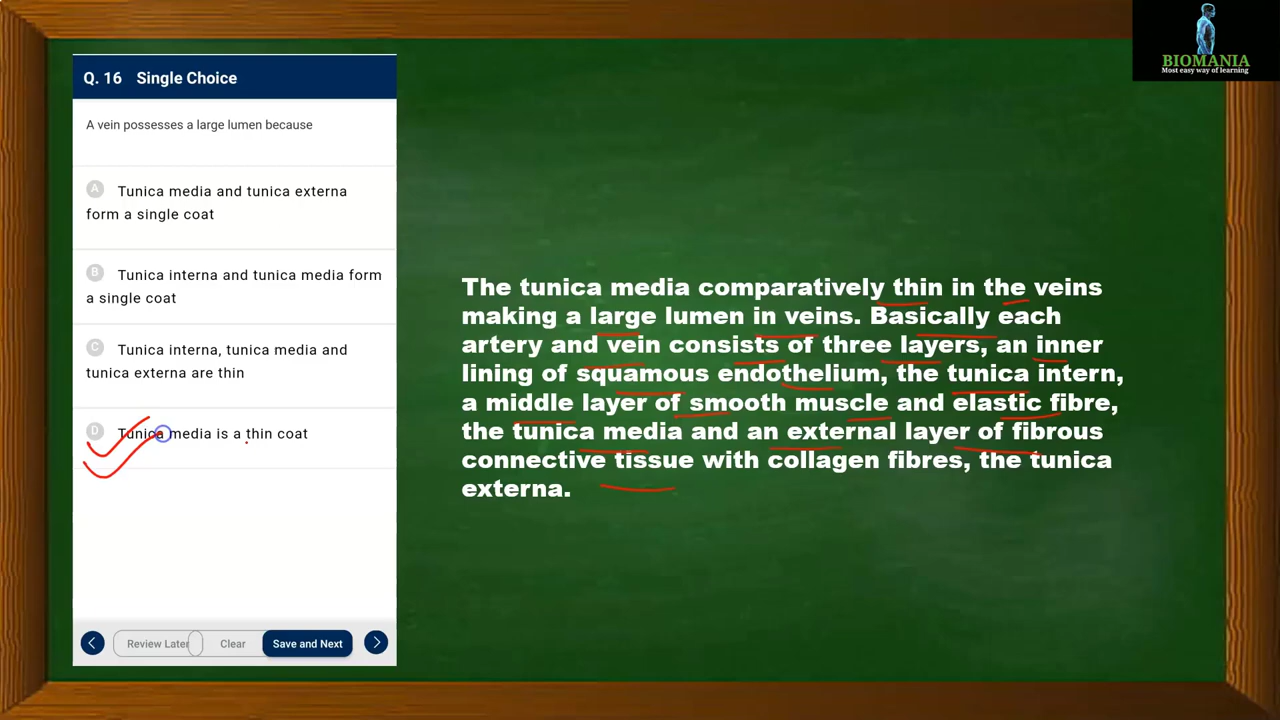 BIOMANIA
Most easy way of learning
Q. 16 Single Choice
A vein possesses a large lumen because
A Tunica media and tunica externa
form a single coat
B Tunica interna and tunica media form
a single coat
C Tunica interna, tunica media and
tunica externa are thin
D Tunica media is a thin coat
Review Later Clear Save and Next
The tunica media comparatively thin in the veins
making a large lumen in veins. Basically each
artery and vein consists of three layers, an inner
lining of squamous endothelium, the tunica intern,
a middle layer of smooth muscle and elastic fibre,
the tunica media and an external layer of fibrous
connective tissue with collagen fibres, the tunica
externa.